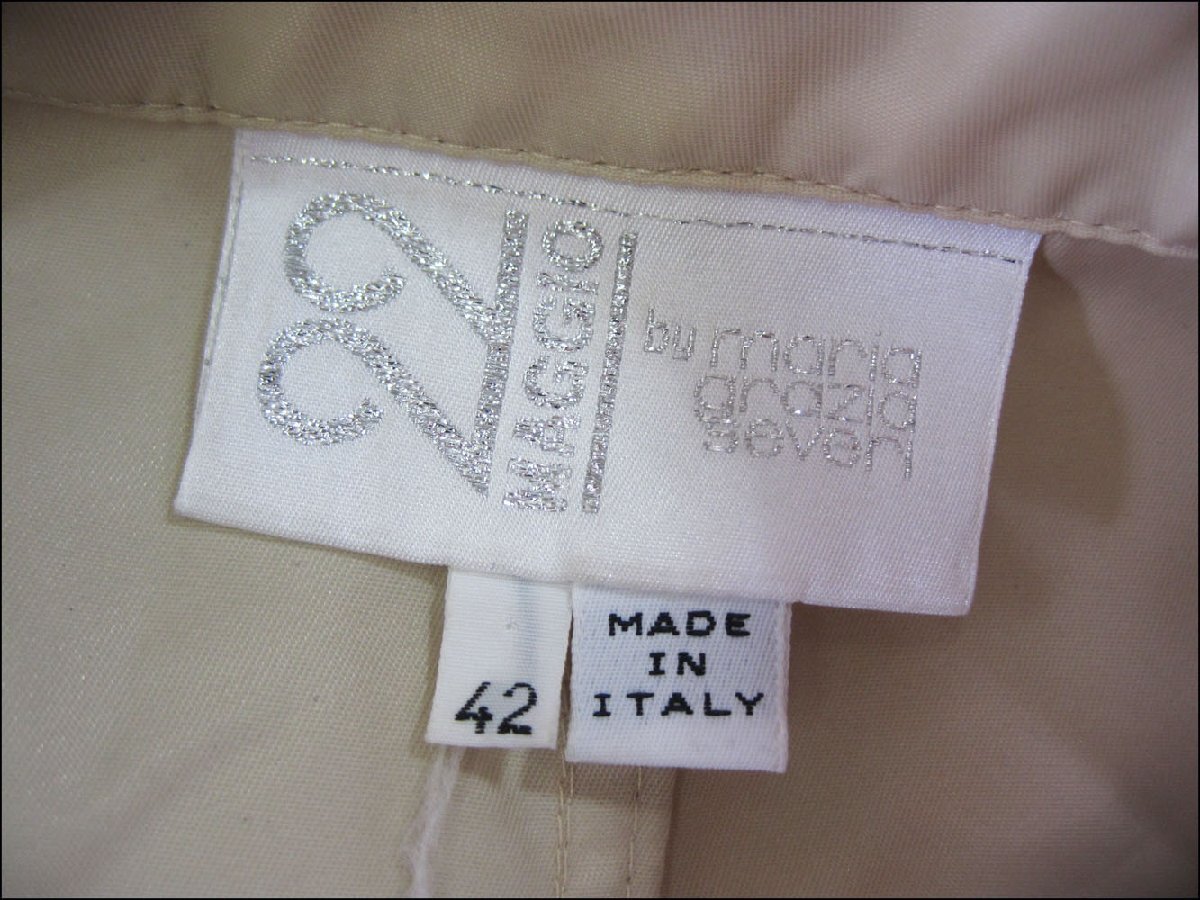 22
MAGGIO
by maria
grazia
severi
42
MADE
IN
ITALY